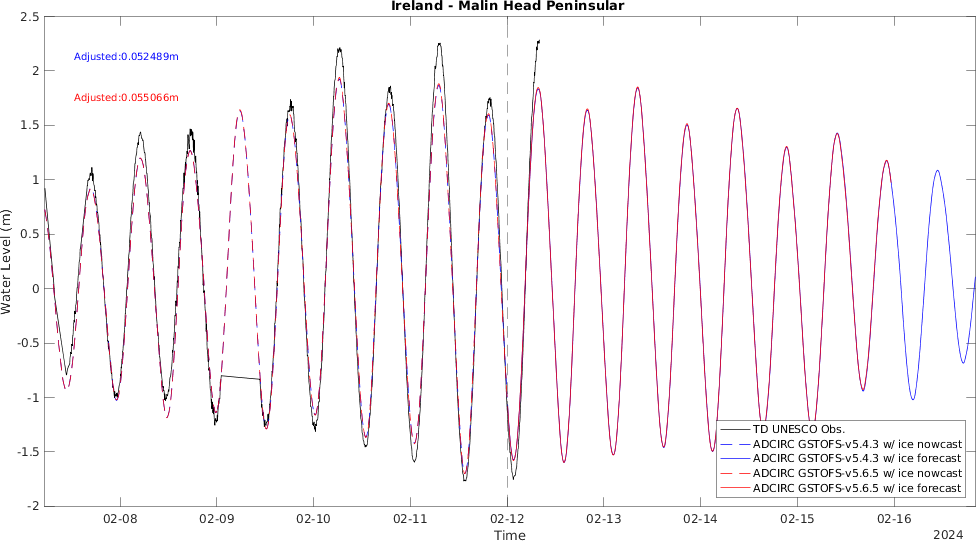 Ireland - Malin Head Peninsular
2.5
2
1.5
1
0.5
0
-0.5
-1
-1.5
-2
Water Level (m)
Adjusted:0.052489m
Adjusted:0.055066m
TD UNESCO Obs.
ADCIRC GSTOFS-v5.4.3 w/ ice nowcast
ADCIRC GSTOFS-v5.4.3 w/ ice forecast
ADCIRC GSTOFS-v5.6.5 w/ ice nowcast
ADCIRC GSTOFS-v5.6.5 w/ ice forecast
02-08 02-09 02-10 02-11 02-12 02-13 02-14 02-15 02-16
Time
2024